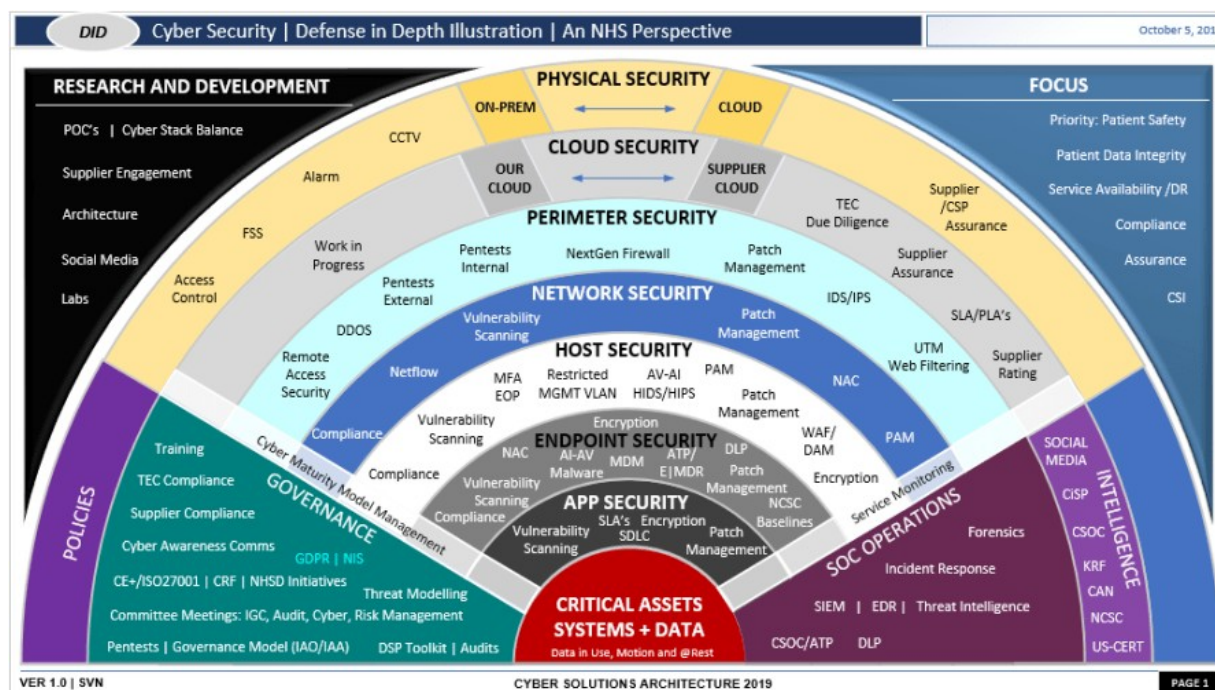 DID
Cyber Security | Defense in Depth Illustration | An NHS Perspective
October 5, 201
RESEARCH AND DEVELOPMENT
POC's | Cyber Stack Balance
Supplier Engagement
Architecture
Social Media
Labs
FOCUS
Priority: Patient Safety
Patient Data Integrity
Service Availability /DR
Compliance
Assurance
CSI
PHYSICAL SECURITY
ON-PREM
CLOUD
CCTV
Alarm
FSS
Access
Control
Supplier
/CSP
Assurance
CLOUD SECURITY
OUR
CLOUD
SUPPLIER
CLOUD
Work in
Progress
TEC
Due Diligence
Supplier
Assurance
SLA/PLA's
Supplier
Rating
PERIMETER SECURITY
Pentests
Internal
NextGen Firewall
Patch
Management
Pentests
External
IDS/IPS
DDOS
UTM
Web Filtering
Remote
Access
Security
NETWORK SECURITY
Vulnerability
Scanning
Patch
Management
Netflow
NAC
Compliance
PAM
HOST SECURITY
MFA
EOP
Restricted
MGMT VLAN
AV-AI
HIDS/HIPS
PAM
Patch
Management
Vulnerability
Scanning
WAF/
DAM
Compliance
Encryption
Encryption
ENDPOINT SECURITY
NAC
AI-AV
Malware
MDM
ATP/
E|MDR
DLP
Patch
Management
Vulnerability
Scanning
NCSC
Baselines
Compliance
APP SECURITY
Vulnerability
Scanning
SLA's
SDLC
Encryption
Patch
Management
CRITICAL ASSETS
SYSTEMS + DATA
Data in Use, Motion and @Rest
Cyber Maturity Model Management
Service Monitoring
POLICIES
GOVERNANCE
Training
TEC Compliance
Supplier Compliance
Cyber Awareness Comms
GDPR | NIS
CE+/ISO27001 | CRF | NHSD Initiatives
Threat Modelling
Committee Meetings: IGC, Audit, Cyber, Risk Management
Pentests | Governance Model (IAO/IAA)
DSP Toolkit | Audits
SOC OPERATIONS
Forensics
Incident Response
SIEM | EDR | Threat Intelligence
CSOC/ATP
DLP
INTELLIGENCE
SOCIAL
MEDIA
CiSP
CSOC
KRF
CAN
NCSC
US-CERT
VER 1.0 | SVN
CYBER SOLUTIONS ARCHITECTURE 2019
PAGE 1